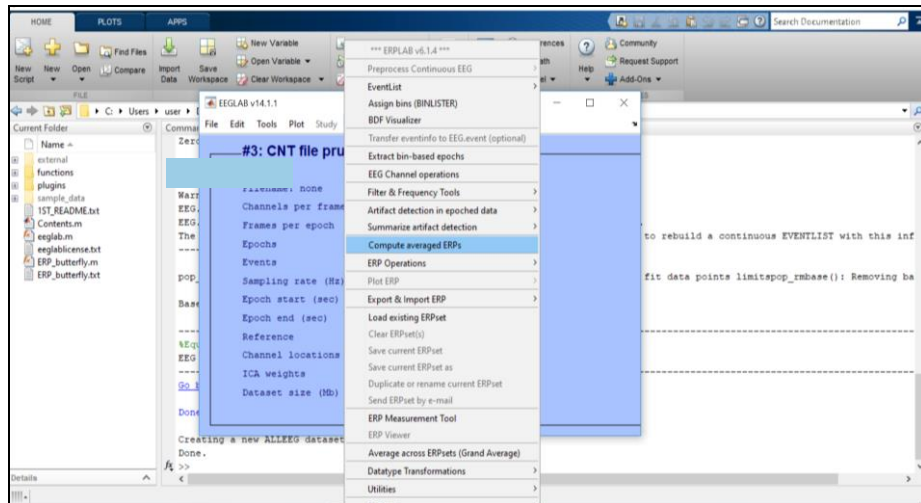 HOME PLOTS APPS
Search Documentation
New Script
New
Open
Find Files
Compare
Import Data
Save Workspace
New Variable
Open Variable
Clear Workspace
Help
Community
Request Support
Add-Ons
FILE
C: Users user
Current Folder
Name
external
functions
plugins
sample_data
1ST_README.txt
Contents.m
eeglab.m
eeglablicense.txt
ERP_butterfly.m
ERP_butterfly.txt
Details
EEGLAB v14.1.1
File Edit Tools Plot Study
#3: CNT file pru
Filename: none
Channels per frame
Frames per epoch
Epochs
Events
Sampling rate (Hz)
Epoch start (sec)
Epoch end (sec)
Reference
Channel locations
ICA weights
Dataset size (Mb)
*** ERPLAB v6.1.4 ***
Preprocess Continuous EEG
EventList
Assign bins (BINLISTER)
BDF Visualizer
Transfer eventinfo to EEG.event (optional)
Extract bin-based epochs
EEG Channel operations
Filter & Frequency Tools
Artifact detection in epoched data
Summarize artifact detection
Compute averaged ERPs
ERP Operations
Plot ERP
Export & Import ERP
Load existing ERPset
Clear ERPset(s)
Save current ERPset
Save current ERPset as
Duplicate or rename current ERPset
Send ERPset by e-mail
ERP Measurement Tool
ERP Viewer
Average across ERPsets (Grand Average)
Datatype Transformations
Utilities
to rebuild a continuous EVENTLIST with this inf
fit data points limitspop_rmbase(): Removing ba
Creating a new ALLEEG dataset
Done.
fx >>